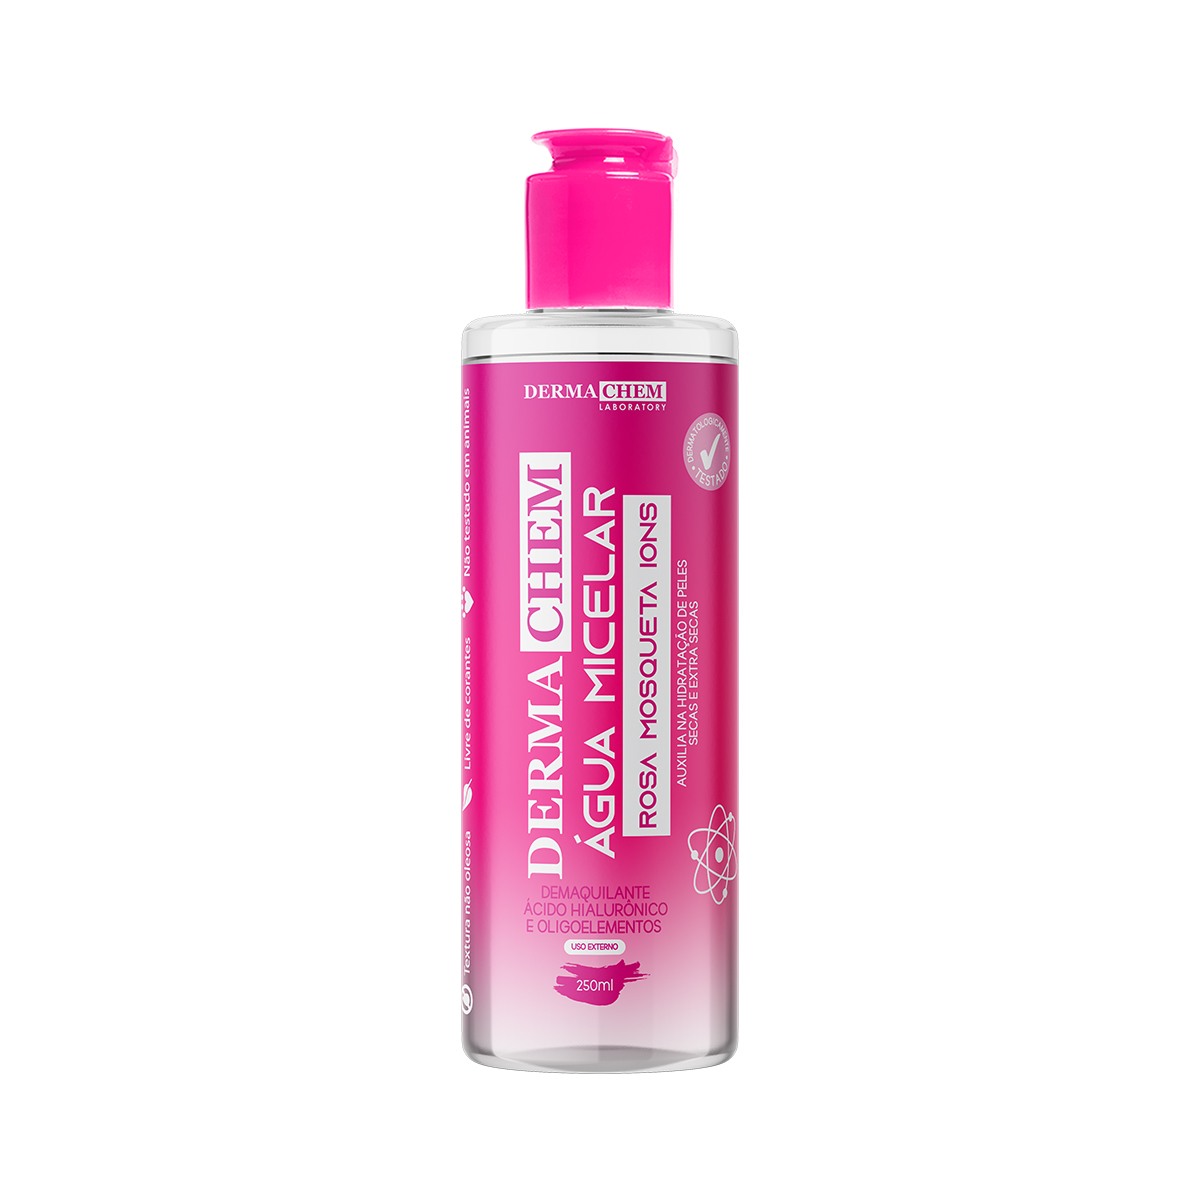 DERMA CHEM
LABORATORY
DERMATOLOGICAMENTE
TESTADO
DERMA CHEM
ÁGUA MICELAR
ROSA MOSQUETA IONS
AUXILIA NA HIDRATAÇÃO DE PELES
SECAS E EXTRA SECAS
Não testado em animais
Livre de corantes
Textura não oleosa
DEMAQUILANTE
ÁCIDO HIALURÔNICO
E OLIGOELEMENTOS
USO EXTERNO
250ml